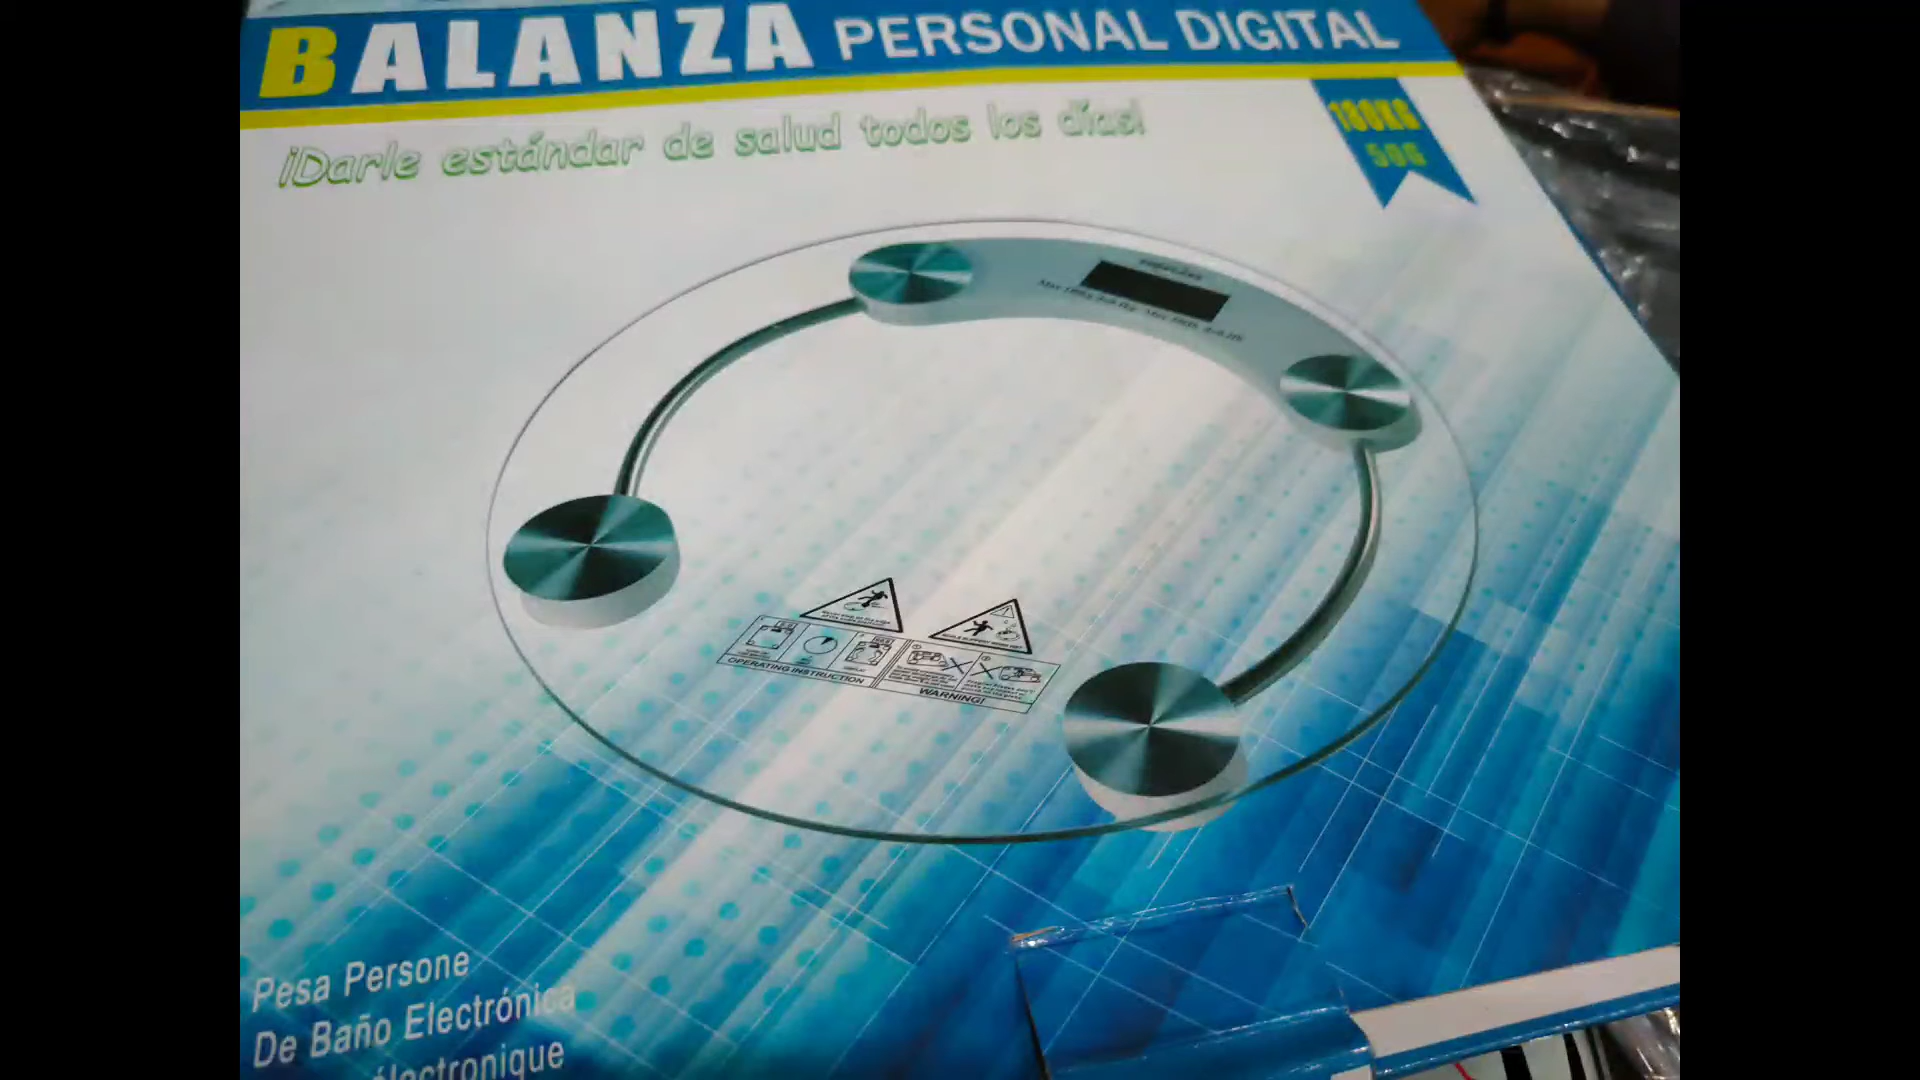 BALANZA PERSONAL DIGITAL
¡Darle estándar de salud todos los días!
180KG
50G
OPERATING INSTRUCTION
WARNING!
Pesa Persone
De Baño Electrónica
électronique